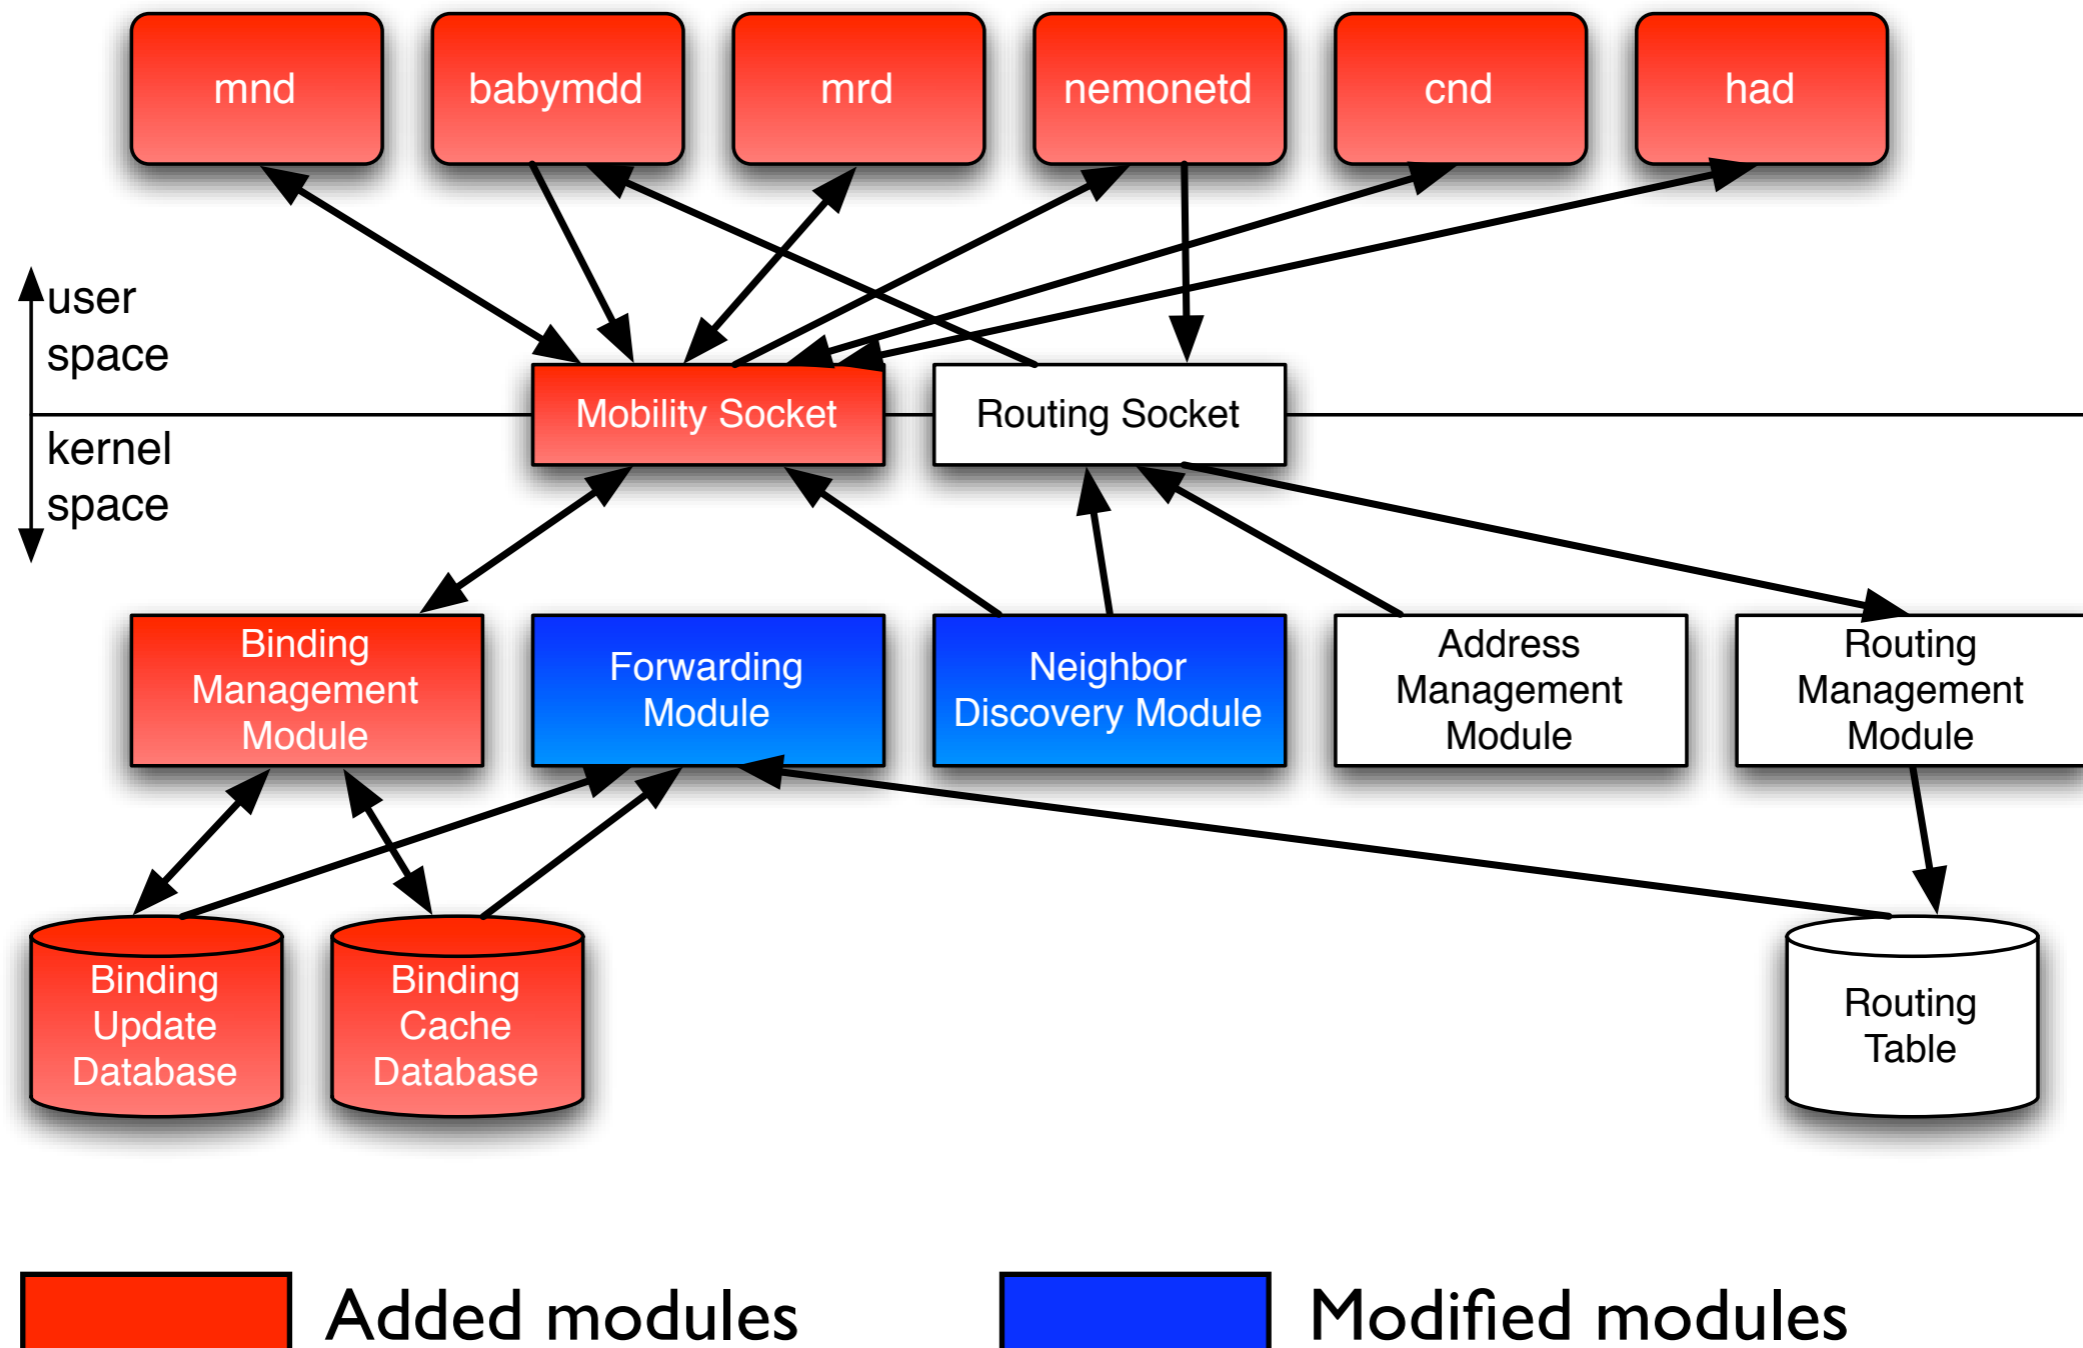 mnd
babymdd
mrd
nemonetd
cnd
had
user
space
Mobility Socket
Routing Socket
kernel
space
Binding
Management
Module
Forwarding
Module
Neighbor
Discovery Module
Address
Management
Module
Routing
Management
Module
Binding
Update
Database
Binding
Cache
Database
Routing
Table
Added modules
Modified modules